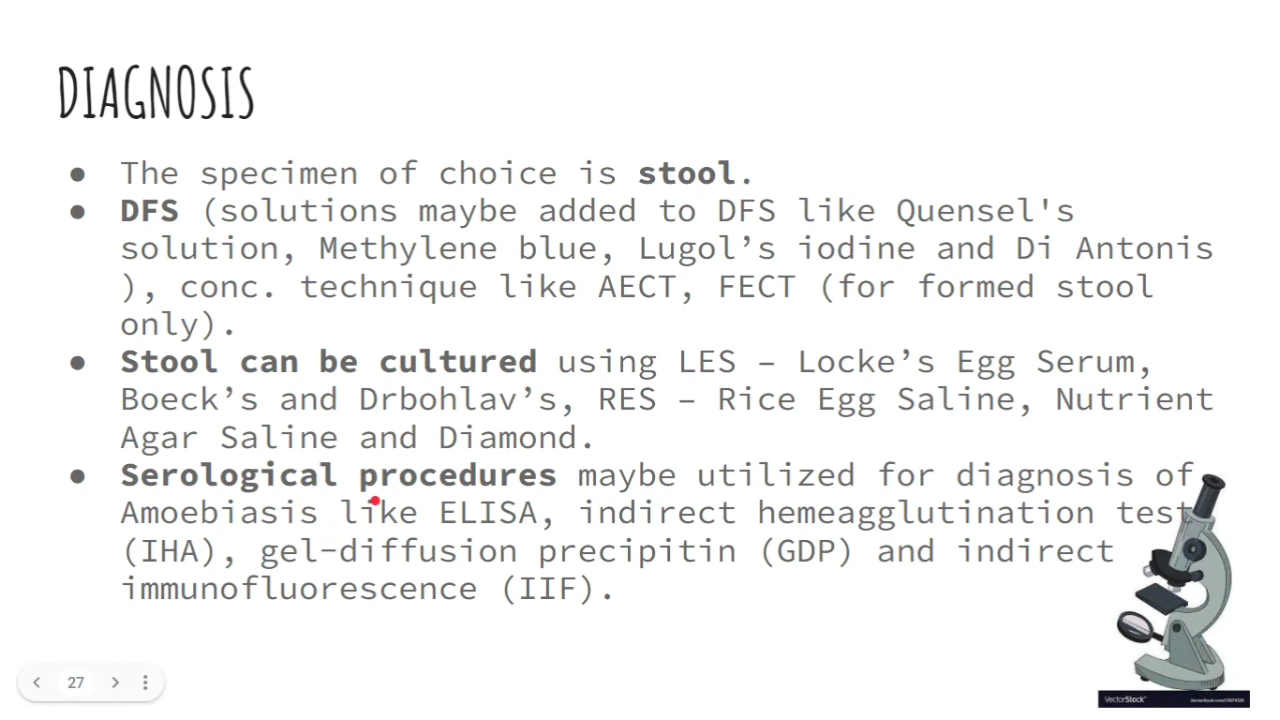 DIAGNOSIS
● The specimen of choice is stool.
● DFS (solutions maybe added to DFS like Quensel's
solution, Methylene blue, Lugol’s iodine and Di Antonis
), conc. technique like AECT, FECT (for formed stool
only).
● Stool can be cultured using LES – Locke’s Egg Serum,
Boeck’s and Drbohlav’s, RES – Rice Egg Saline, Nutrient
Agar Saline and Diamond.
● Serological procedures maybe utilized for diagnosis of
Amoebiasis like ELISA, indirect hemeagglutination test
(IHA), gel-diffusion precipitin (GDP) and indirect
immunofluorescence (IIF).
27
VectorStock